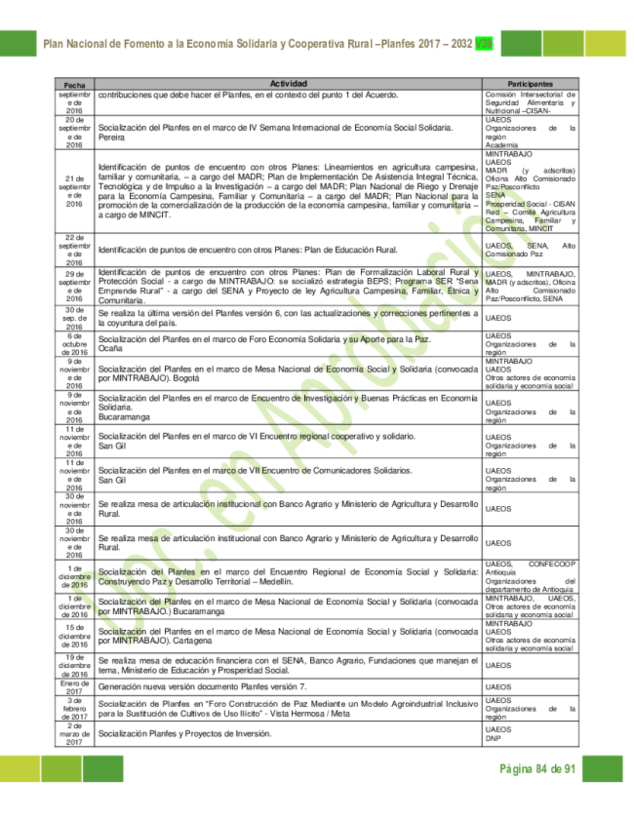 Plan Nacional de Fomento a la Economía Solidaria y Cooperativa Rural –Planfes 2017 – 2032 V39
Fecha Actividad Participantes
septiembr
e de
2016
contribuciones que debe hacer el Planfes, en el contexto del punto 1 del Acuerdo.
Comisión Intersectorial de
Seguridad Alimentaria y
Nutricional –CISAN-
20 de
septiembr
e de
2016
Socialización del Planfes en el marco de IV Semana Internacional de Economía Social Solidaria.
Pereira
UAEOS
Organizaciones de la
región
Academia
21 de
septiembr
e de
2016
Identificación de puntos de encuentro con otros Planes: Lineamientos en agricultura campesina,
familiar y comunitaria, – a cargo del MADR; Plan de Implementación De Asistencia Integral Técnica,
Tecnológica y de Impulso a la Investigación – a cargo del MADR; Plan Nacional de Riego y Drenaje
para la Economía Campesina, Familiar y Comunitaria – a cargo del MADR; Plan Nacional para la
promoción de la comercialización de la producción de la economía campesina, familiar y comunitaria –
a cargo de MINCIT.
MINTRABAJO
UAEOS
MADR (y adscritos)
Oficina Alto Comisionado
Paz/Posconflicto
SENA
Prosperidad Social - CISAN
Red – Comité Agricultura
Campesina, Familiar y
Comunitaria, MINCIT
22 de
septiembr
e de
2016
Identificación de puntos de encuentro con otros Planes: Plan de Educación Rural.
UAEOS, SENA, Alto
Comisionado Paz
29 de
septiembr
e de
2016
Identificación de puntos de encuentro con otros Planes: Plan de Formalización Laboral Rural y
Protección Social - a cargo de MINTRABAJO: se socializó estrategia BEPS; Programa SER “Sena
Emprende Rural” - a cargo del SENA y Proyecto de ley Agricultura Campesina, Familiar, Étnica y
Comunitaria.
UAEOS, MINTRABAJO,
MADR (y adscritos), Oficina
Alto Comisionado
Paz/Posconflicto, SENA
30 de
sep. de
2016
Se realiza la última versión del Planfes versión 6, con las actualizaciones y correcciones pertinentes a
la coyuntura del país.
UAEOS
6 de
octubre
de 2016
Socialización del Planfes en el marco de Foro Economía Solidaria y su Aporte para la Paz.
Ocaña
UAEOS
Organizaciones de la
región
9 de
noviembr
e de
2016
Socialización del Planfes en el marco de Mesa Nacional de Economía Social y Solidaria (convocada
por MINTRABAJO). Bogotá
MINTRABAJO
UAEOS
Otros actores de economía
solidaria y economía social
9 de
noviembr
e de
2016
Socialización del Planfes en el marco de Encuentro de Investigación y Buenas Prácticas en Economía
Solidaria.
Bucaramanga
UAEOS
Organizaciones de la
región
11 de
noviembr
e de
2016
Socialización del Planfes en el marco de VI Encuentro regional cooperativo y solidario.
San Gil
UAEOS
Organizaciones de la
región
11 de
noviembr
e de
2016
Socialización del Planfes en el marco de VII Encuentro de Comunicadores Solidarios.
San Gil
UAEOS
Organizaciones de la
región
30 de
noviembr
e de
2016
Se realiza mesa de articulación institucional con Banco Agrario y Ministerio de Agricultura y Desarrollo
Rural.
UAEOS
30 de
noviembr
e de
2016
Se realiza mesa de articulación institucional con Banco Agrario y Ministerio de Agricultura y Desarrollo
Rural.
UAEOS
1 de
diciembre
de 2016
Socialización del Planfes en el marco del Encuentro Regional de Economía Social y Solidaria:
Construyendo Paz y Desarrollo Territorial – Medellín.
UAEOS, CONFECOOP
Antioquia
Organizaciones del
departamento de Antioquia
1 de
diciembre
de 2016
Socialización del Planfes en el marco de Mesa Nacional de Economía Social y Solidaria (convocada
por MINTRABAJO.) Bucaramanga
MINTRABAJO, UAEOS,
Otros actores de economía
solidaria y economía social
15 de
diciembre
de 2016
Socialización del Planfes en el marco de Mesa Nacional de Economía Social y Solidaria (convocada
por MINTRABAJO). Cartagena
MINTRABAJO
UAEOS
Otros actores de economía
solidaria y economía social
19 de
diciembre
de 2016
Se realiza mesa de educación financiera con el SENA, Banco Agrario, Fundaciones que manejan el
tema, Ministerio de Educación y Prosperidad Social.
UAEOS
Enero de
2017
Generación nueva versión documento Planfes versión 7.
UAEOS
3 de
febrero
de 2017
Socialización de Planfes en “Foro Construcción de Paz Mediante un Modelo Agroindustrial Inclusivo
para la Sustitución de Cultivos de Uso Ilícito” - Vista Hermosa / Meta
UAEOS
Organizaciones de la
región
2 de
marzo de
2017
Socialización Planfes y Proyectos de Inversión.
UAEOS
DNP
Doc. en Aprobación
Página 84 de 91